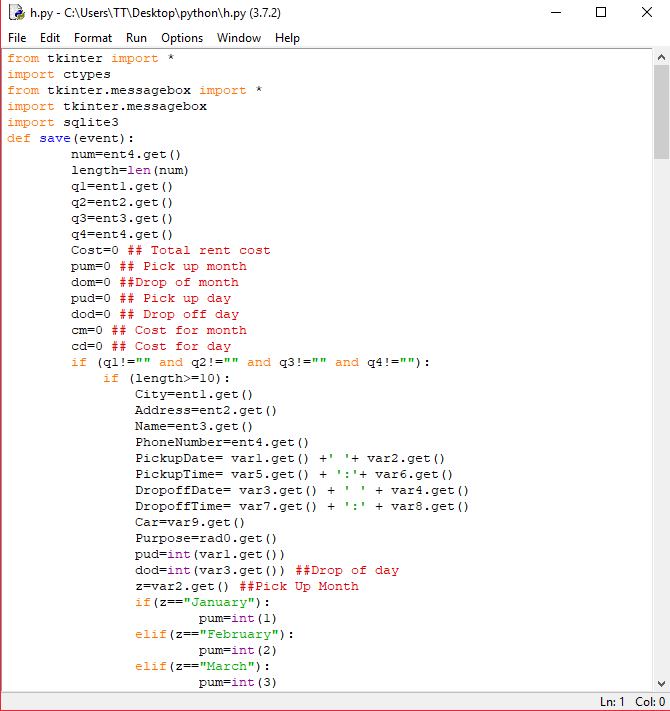 h.py - C:\Users\TT\Desktop\python\h.py (3.7.2)
File Edit Format Run Options Window Help
from tkinter import *
import ctypes
from tkinter.messagebox import *
import tkinter.messagebox
import sqlite3
def save(event):
        num=ent4.get()
        length=len(num)
        q1=ent1.get()
        q2=ent2.get()
        q3=ent3.get()
        q4=ent4.get()
        Cost=0 ## Total rent cost
        pum=0 ## Pick up month
        dom=0 ##Drop of month
        pud=0 ## Pick up day
        dod=0 ## Drop off day
        cm=0 ## Cost for month
        cd=0 ## Cost for day
        if (q1!="" and q2!="" and q3!="" and q4!=""):
            if (length>=10):
                City=ent1.get()
                Address=ent2.get()
                Name=ent3.get()
                PhoneNumber=ent4.get()
                PickupDate= var1.get() +' '+ var2.get()
                PickupTime= var5.get() + ':'+ var6.get()
                DropoffDate= var3.get() + ' ' + var4.get()
                DropoffTime= var7.get() + ':' + var8.get()
                Car=var9.get()
                Purpose=rad0.get()
                pud=int(var1.get())
                dod=int(var3.get()) ##Drop of day
                z=var2.get() ##Pick Up Month
                if(z=="January"):
                        pum=int(1)
                elif(z=="February"):
                        pum=int(2)
                elif(z=="March"):
                        pum=int(3)
Ln: 1 Col: 0